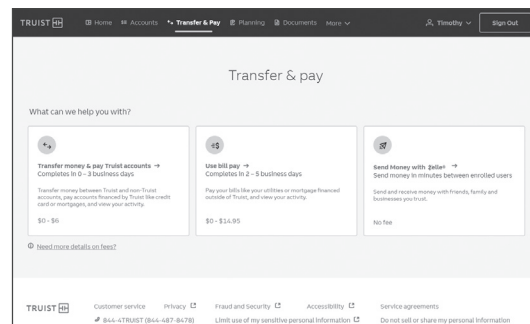 TRUIST
Home
Accounts
Transfer & Pay
Planning
Documents
More
Timothy
Sign Out
Transfer & pay
What can we help you with?
Transfer money & pay Truist accounts →
Completes in 0 - 3 business days
Transfer money between Truist and non-Truist
accounts, pay accounts financed by Truist like credit
card or mortgages, and view your activity.
$0 - $6
Use bill pay →
Completes in 2 - 5 business days
Pay your bills like your utilities or mortgage financed
outside of Truist, and view your activity.
$0 - $14.95
Send Money with Zelle® →
Send money in minutes between enrolled users
Send and receive money with friends, family and
businesses you trust.
No fee
Need more details on fees?
TRUIST
Customer service
Privacy
Fraud and Security
Accessibility
Service agreements
844-4TRUIST (844-487-8478)
Limit use of my sensitive personal information
Do not sell or share my personal information